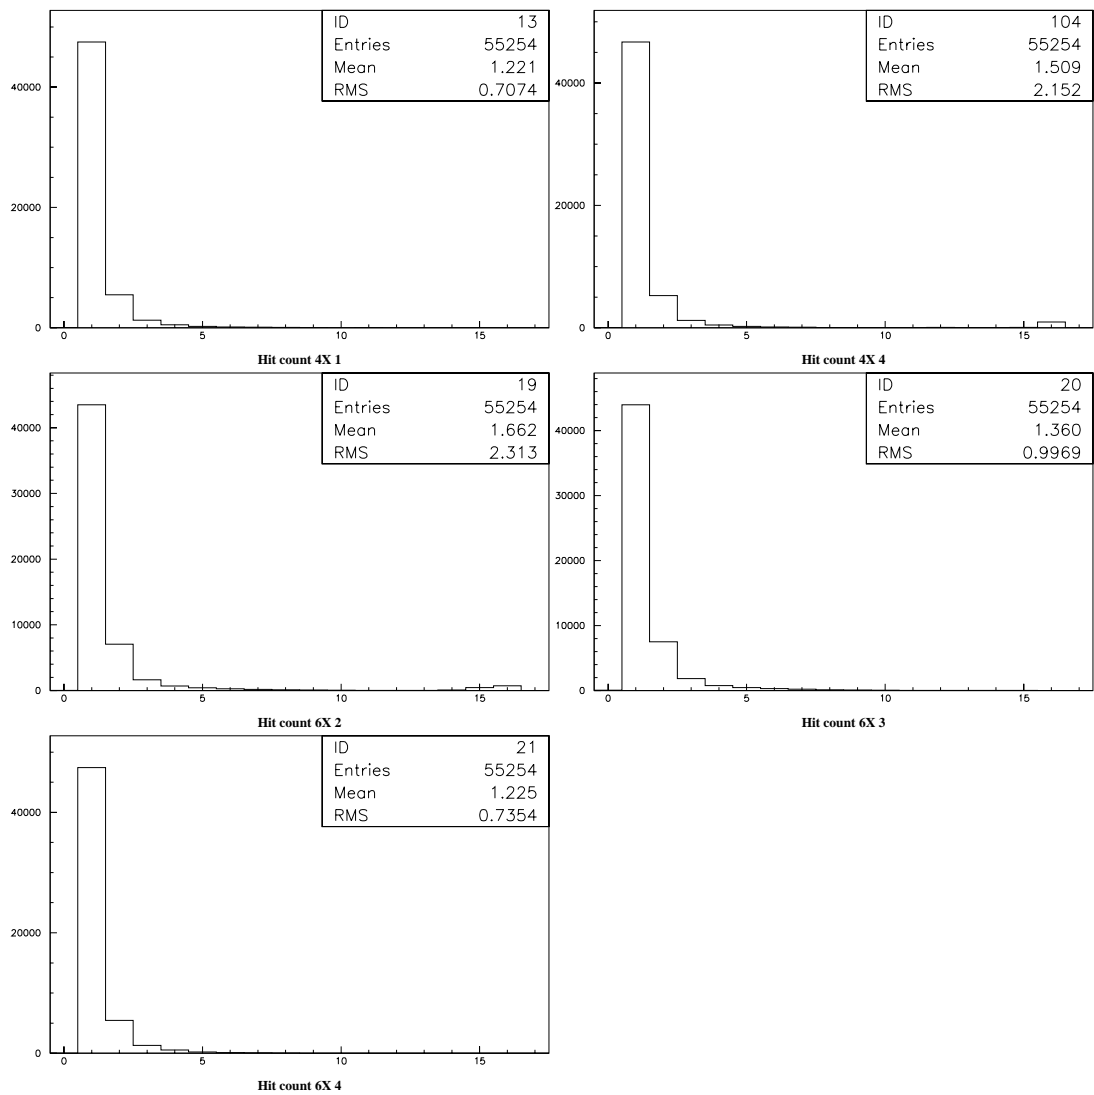 ID 13
Entries 55254
Mean 1.221
RMS 0.7074
40000
20000
0
0 5 10 15
Hit count 4X 1
ID 104
Entries 55254
Mean 1.509
RMS 2.152
40000
20000
0
0 5 10 15
Hit count 4X 4
ID 19
Entries 55254
Mean 1.662
RMS 2.313
40000
30000
20000
10000
0
0 5 10 15
Hit count 6X 2
ID 20
Entries 55254
Mean 1.360
RMS 0.9969
40000
30000
20000
10000
0
0 5 10 15
Hit count 6X 3
ID 21
Entries 55254
Mean 1.225
RMS 0.7354
40000
20000
0
0 5 10 15
Hit count 6X 4